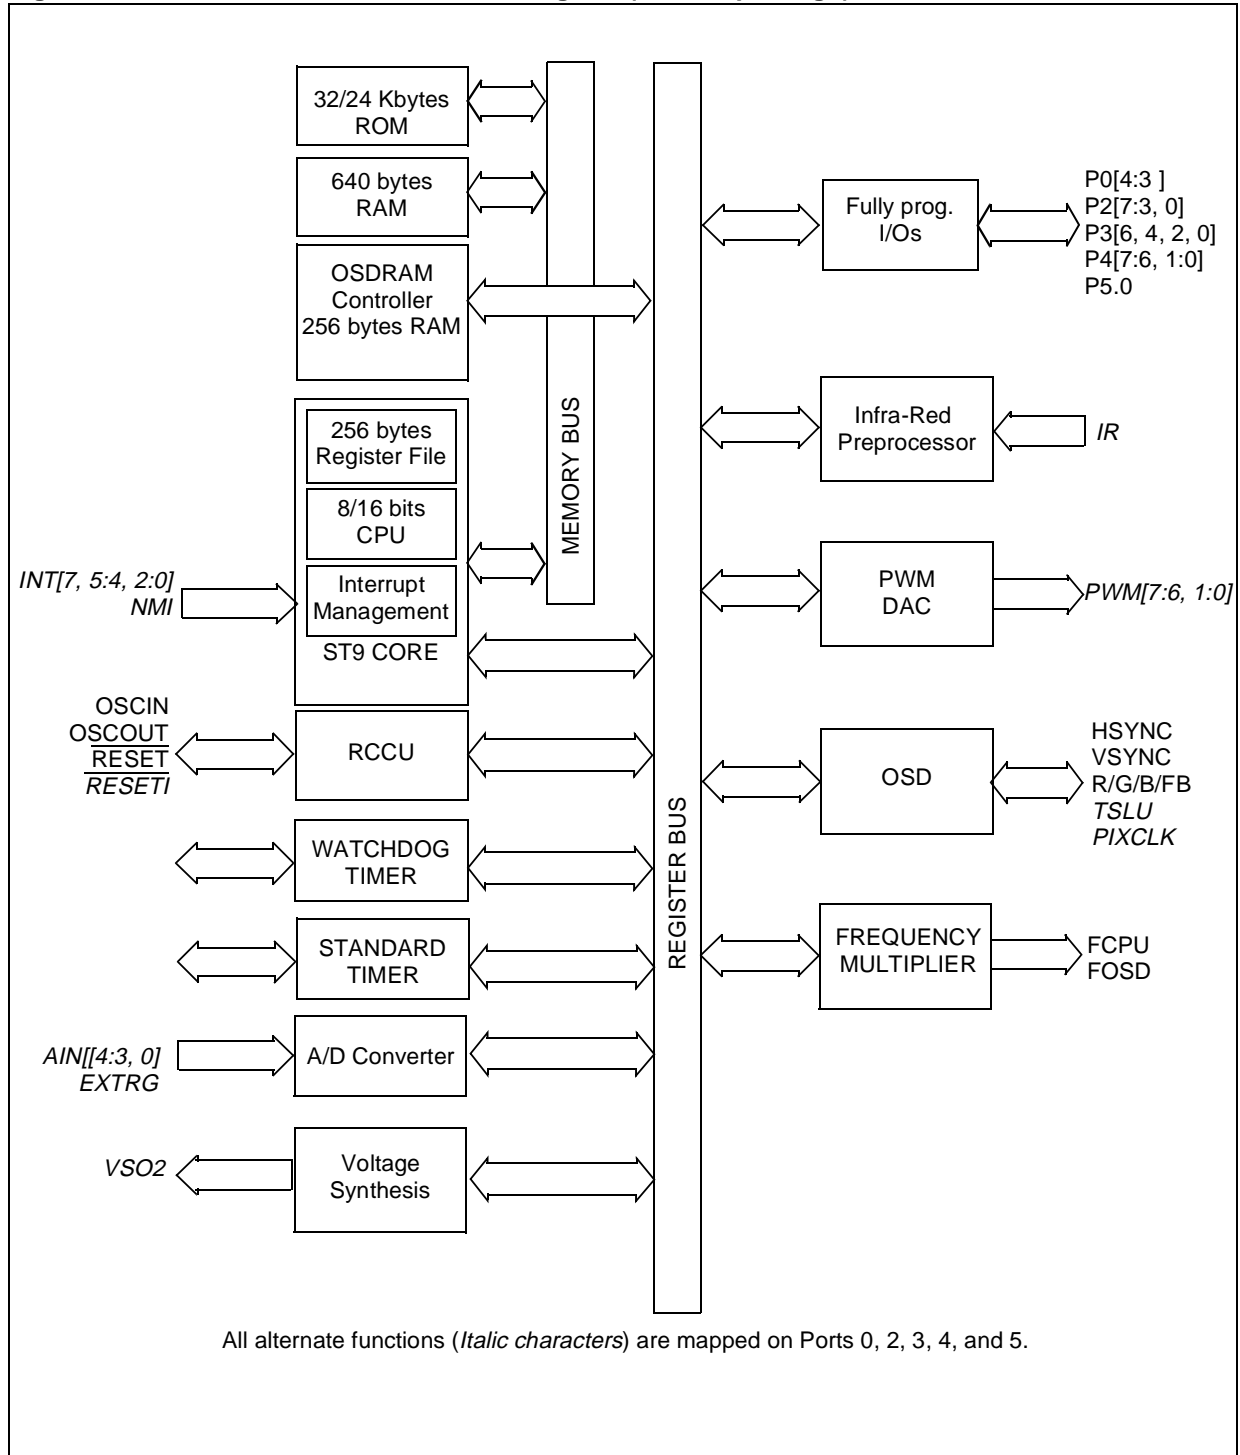 32/24 Kbytes
ROM
640 bytes
RAM
OSDRAM
Controller
256 bytes RAM
256 bytes
Register File
8/16 bits
CPU
Interrupt
Management
ST9 CORE
INT[7, 5:4, 2:0]
NMI
OSCIN
OSCOUT
RESET
RESETI
RCCU
WATCHDOG
TIMER
STANDARD
TIMER
AIN[[4:3, 0]
EXTRG
A/D Converter
VSO2
Voltage
Synthesis
MEMORY BUS
REGISTER BUS
Fully prog.
I/Os
P0[4:3 ]
P2[7:3, 0]
P3[6, 4, 2, 0]
P4[7:6, 1:0]
P5.0
Infra-Red
Preprocessor
IR
PWM
DAC
PWM[7:6, 1:0]
OSD
HSYNC
VSYNC
R/G/B/FB
TSLU
PIXCLK
FREQUENCY
MULTIPLIER
FCPU
FOSD
All alternate functions (Italic characters) are mapped on Ports 0, 2, 3, 4, and 5.